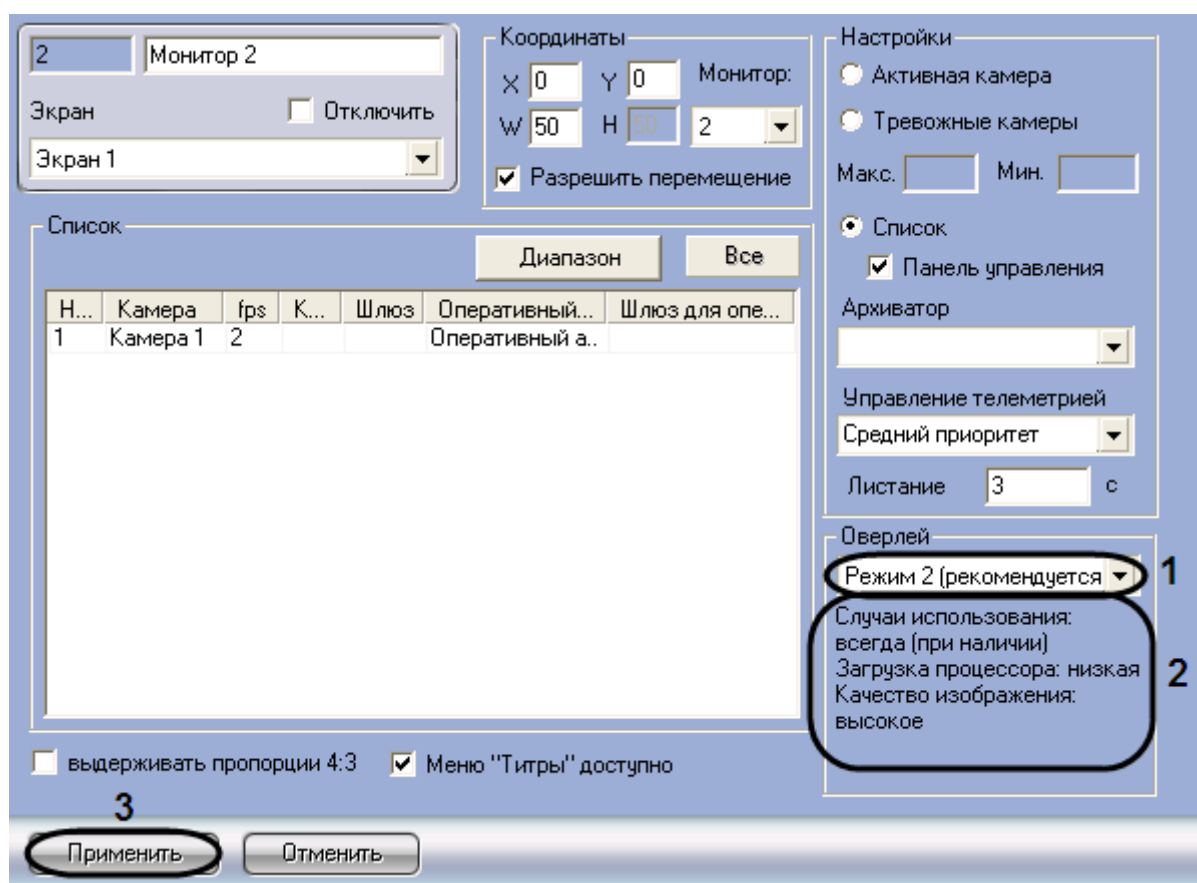 2 Монитор 2
Экран Отключить
Экран 1
Координаты
X 0 Y 0 Монитор:
W 50 H 50 2
Разрешить перемещение
Настройки
Активная камера
Тревожные камеры
Макс. Мин.
Список
Панель управления
Архиватор
Управление телеметрией
Средний приоритет
Листание 3 с
Список
Диапазон Все
Н... Камера fps К... Шлюз Оперативный... Шлюз для опе...
1 Камера 1 2 Оперативный а..
Оверлей
Режим 2 (рекомендуется 1
Случаи использования:
всегда (при наличии)
Загрузка процессора: низкая
Качество изображения:
высокое
2
выдерживать пропорции 4:3 Меню "Титры" доступно
3
Применить Отменить